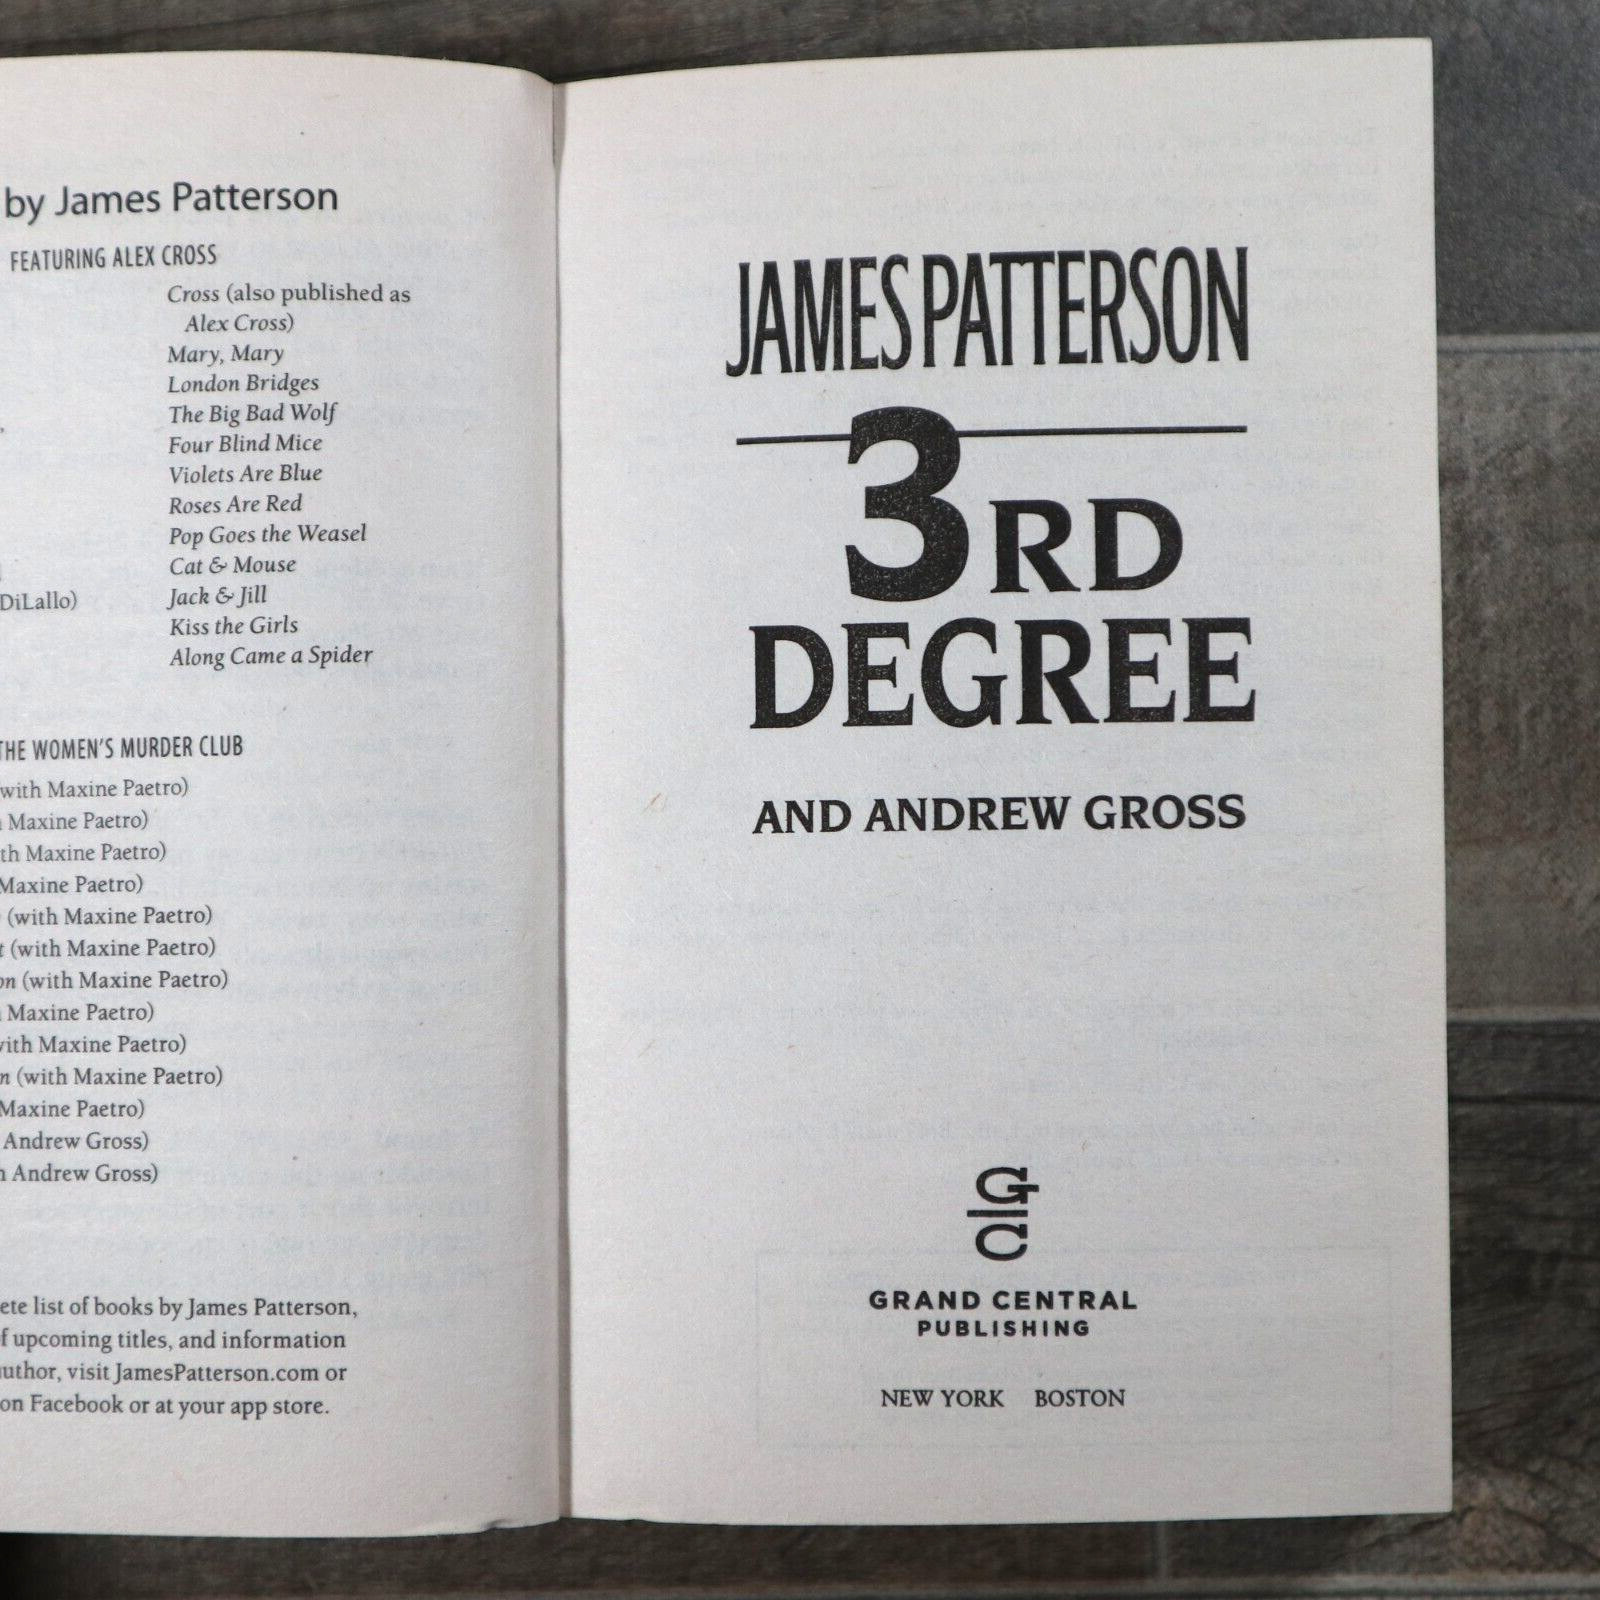 by James Patterson
FEATURING ALEX CROSS
Cross (also published as
Alex Cross)
Mary, Mary
London Bridges
The Big Bad Wolf
,
Four Blind Mice
Violets Are Blue
Roses Are Red
Pop Goes the Weasel
Cat & Mouse
DiLallo)
Jack & Jill
Kiss the Girls
Along Came a Spider
THE WOMEN'S MURDER CLUB
with Maxine Paetro)
Maxine Paetro)
th Maxine Paetro)
Maxine Paetro)
(with Maxine Paetro)
t (with Maxine Paetro)
on (with Maxine Paetro)
Maxine Paetro)
with Maxine Paetro)
n (with Maxine Paetro)
Maxine Paetro)
Andrew Gross)
Andrew Gross)
ete list of books by James Patterson,
f upcoming titles, and information
uthor, visit JamesPatterson.com or
on Facebook or at your app store.
JAMES PATTERSON
3RD
DEGREE
AND ANDREW GROSS
G
C
GRAND CENTRAL
PUBLISHING
NEW YORK BOSTON